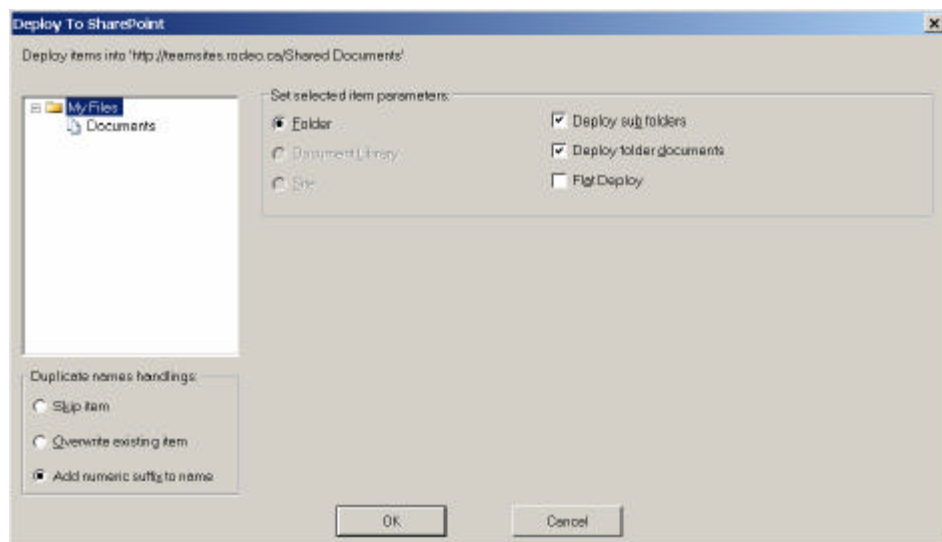 Deploy To SharePoint
Deploy items into 'http://teamsites.rodeo.ca/Shared Documents'
My Files
Documents
Set selected item parameters:
Folder
Document Library
Site
Deploy sub folders
Deploy folder documents
Flat Deploy
Duplicate names handlings:
Skip item
Overwrite existing item
Add numeric suffix to name
OK
Cancel